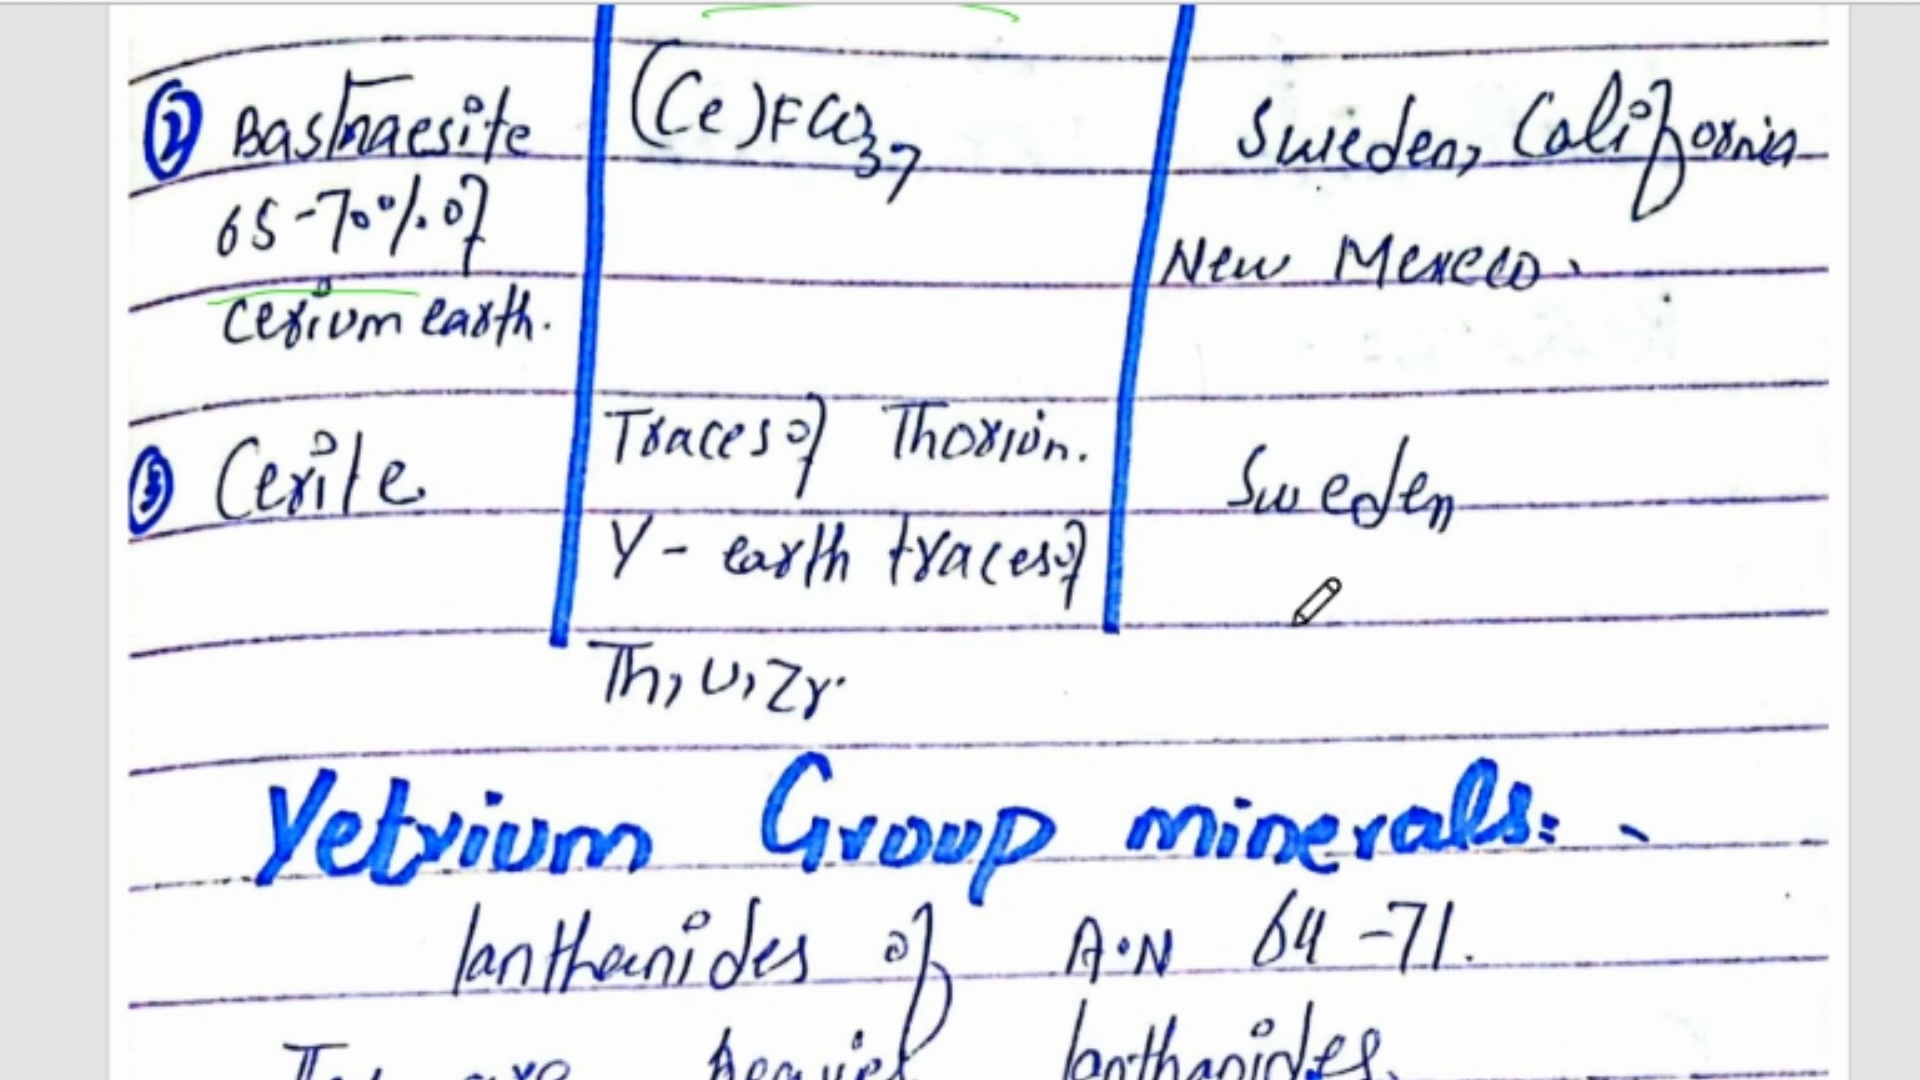 ② Bastnaesite (Ce)FCO3, Sweden, California
65-70% of New Mexeco.
cerium earth.
③ Cerite Traces of Thorium. Sweden
Y- earth traces of
Th, U, Zr.
Yetrium Group minerals:-
lanthanides of A.N 64-71.
lanthanides.